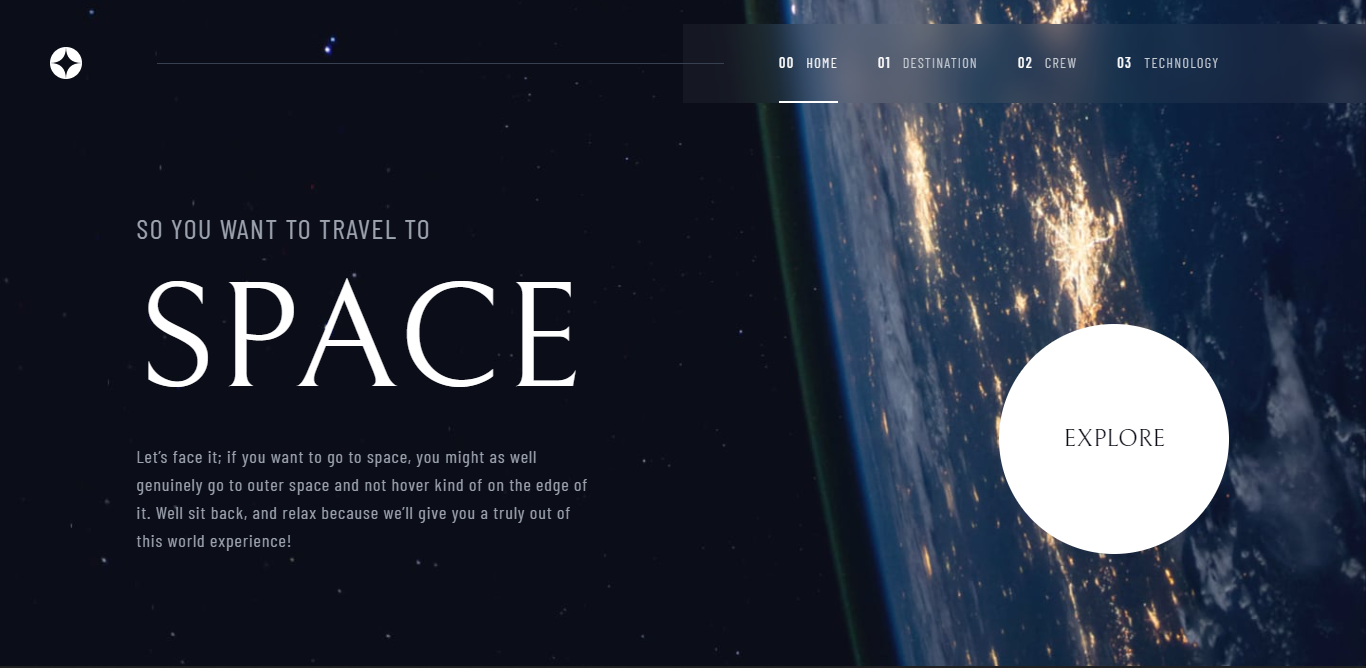 00 HOME 01 DESTINATION 02 CREW 03 TECHNOLOGY
SO YOU WANT TO TRAVEL TO
SPACE
Let’s face it; if you want to go to space, you might as well
genuinely go to outer space and not hover kind of on the edge of
it. Well sit back, and relax because we’ll give you a truly out of
this world experience!
EXPLORE